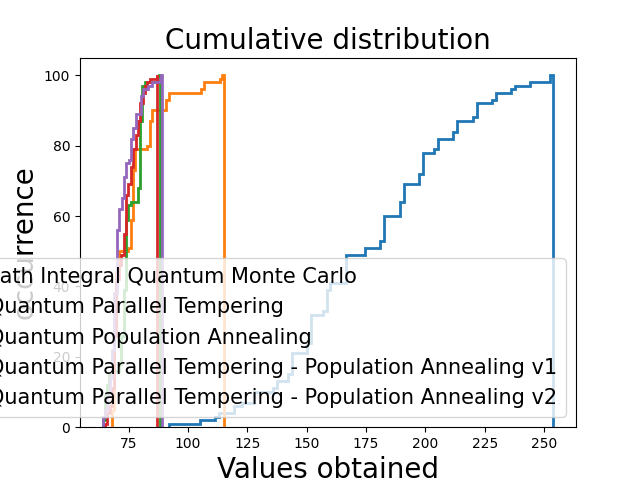 Cumulative distribution
100
80
60
40
20
0
occurrence
ath Integral Quantum Monte Carlo
Quantum Parallel Tempering
Quantum Population Annealing
Quantum Parallel Tempering - Population Annealing v1
Quantum Parallel Tempering - Population Annealing v2
75 100 125 150 175 200 225 250
Values obtained